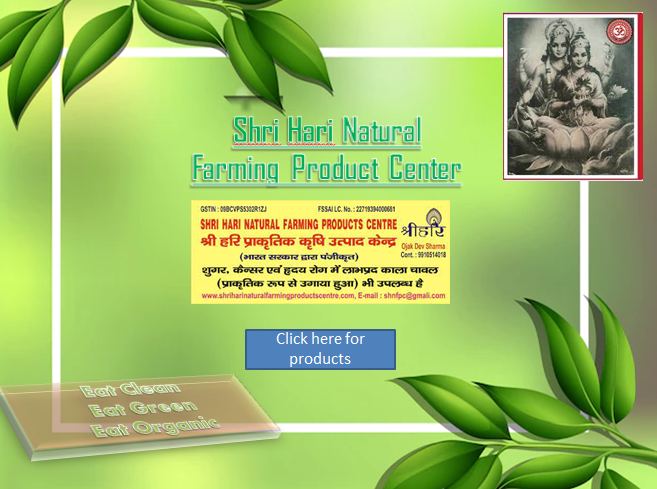 Shri Hari Natural
Farming Product Center
GSTIN : 09BCVPS5302R1ZJ FSSAI LC. No. : 22719394000681
SHRI HARI NATURAL FARMING PRODUCTS CENTRE
श्री हरि प्राकृतिक कृषि उत्पाद केन्द्र
श्रीहरि
(भारत सरकार द्वारा पंजीकृत)
Ojak Dev Sharma
Cont. : 9910514018
शुगर, कैन्सर एवं हृदय रोग में लाभप्रद काला चावल
(प्राकृतिक रूप से उगाया हुआ) भी उपलब्ध है
www.shriharinaturalfarmingproductscentre.com, E-mail : shnfpc@gmali.com
Click here for
products
Eat Clean
Eat Green
Eat Organic
ॐ